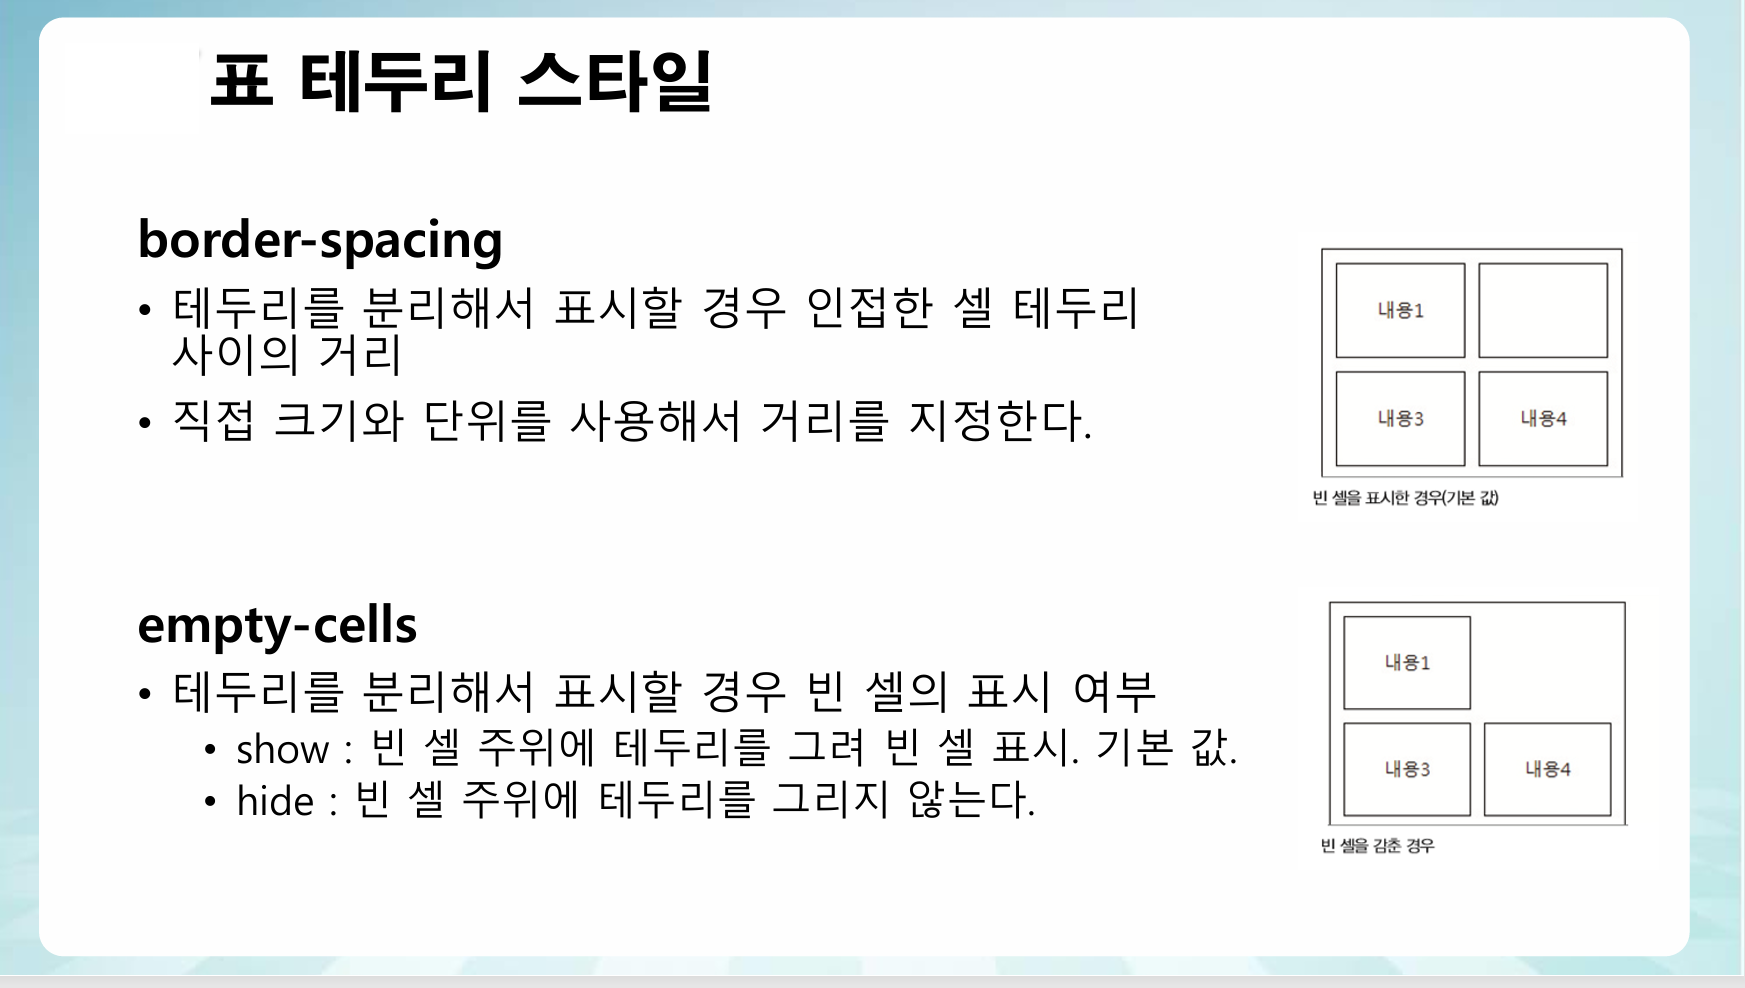 표 테두리 스타일
border-spacing
• 테두리를 분리해서 표시할 경우 인접한 셀 테두리
사이의 거리
• 직접 크기와 단위를 사용해서 거리를 지정한다.
내용1
내용3 내용4
빈 셀을 표시한 경우(기본 값)
empty-cells
• 테두리를 분리해서 표시할 경우 빈 셀의 표시 여부
• show : 빈 셀 주위에 테두리를 그려 빈 셀 표시. 기본 값.
• hide : 빈 셀 주위에 테두리를 그리지 않는다.
내용1
내용3 내용4
빈 셀을 감춘 경우